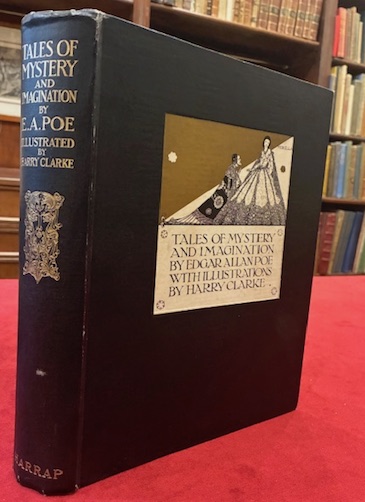 TALES OF
MYSTERY
AND
IMAGINATION
BY
E.A.POE
ILLUSTRATED
BY
HARRY CLARKE
HARRAP
TALES OF MYSTERY
AND IMAGINATION
BY EDGAR ALLAN POE
WITH ILLUSTRATIONS
BY HARRY CLARKE